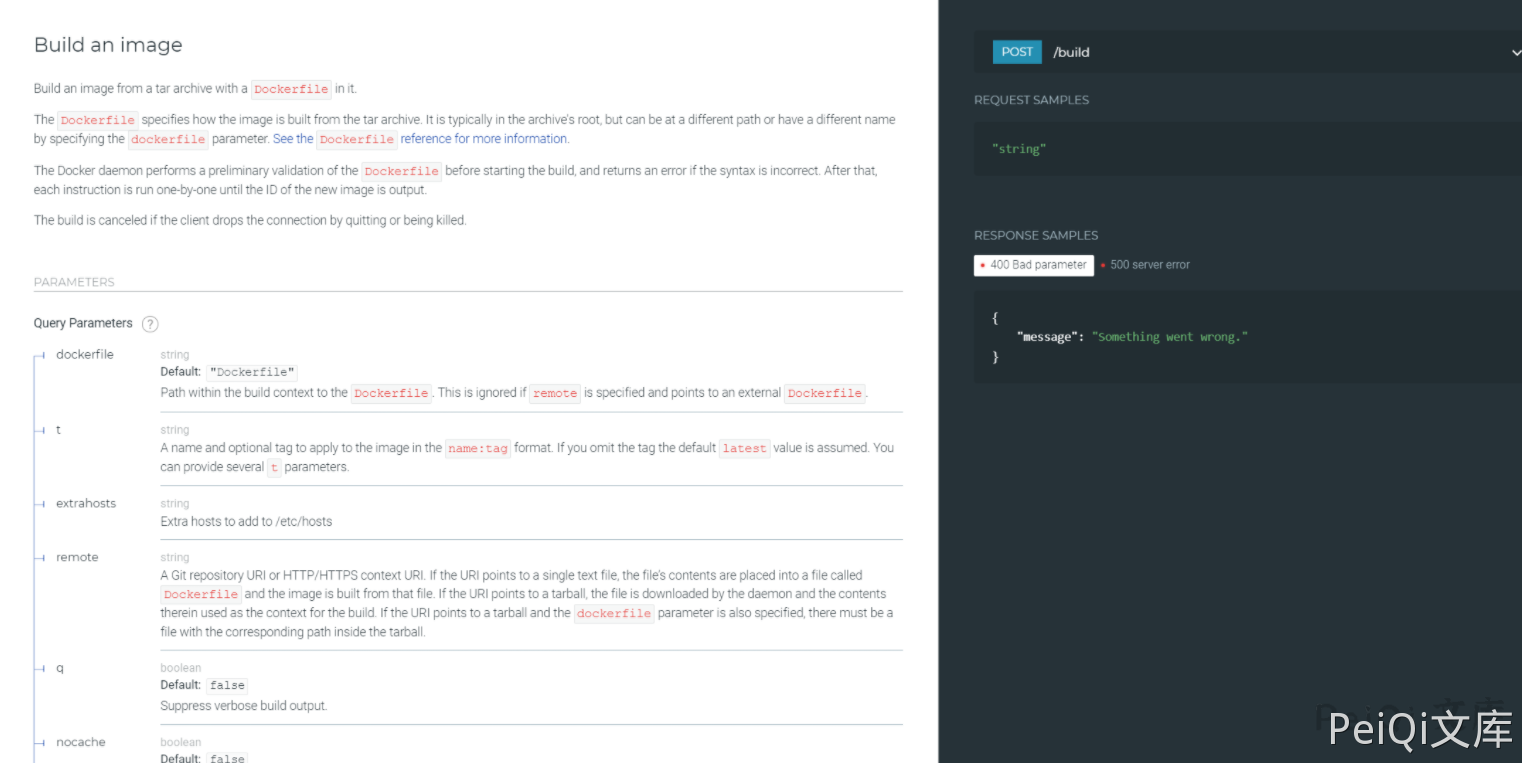 Build an image
Build an image from a tar archive with a Dockerfile in it.
The Dockerfile specifies how the image is built from the tar archive. It is typically in the archive's root, but can be at a different path or have a different name
by specifying the dockerfile parameter. See the Dockerfile reference for more information.
The Docker daemon performs a preliminary validation of the Dockerfile before starting the build, and returns an error if the syntax is incorrect. After that,
each instruction is run one-by-one until the ID of the new image is output.
The build is canceled if the client drops the connection by quitting or being killed.
PARAMETERS
Query Parameters ?
dockerfile
string
Default: "Dockerfile"
Path within the build context to the Dockerfile. This is ignored if remote is specified and points to an external Dockerfile.
t
string
A name and optional tag to apply to the image in the name:tag format. If you omit the tag the default latest value is assumed. You
can provide several t parameters.
extrahosts
string
Extra hosts to add to /etc/hosts
remote
string
A Git repository URI or HTTP/HTTPS context URI. If the URI points to a single text file, the file's contents are placed into a file called
Dockerfile and the image is built from that file. If the URI points to a tarball, the file is downloaded by the daemon and the contents
therein used as the context for the build. If the URI points to a tarball and the dockerfile parameter is also specified, there must be a
file with the corresponding path inside the tarball.
q
boolean
Default: false
Suppress verbose build output.
nocache
boolean
Default: false
POST /build
REQUEST SAMPLES
"string"
RESPONSE SAMPLES
400 Bad parameter 500 server error
{
"message": "Something went wrong."
}
PeiQi文库
PeiQi文库